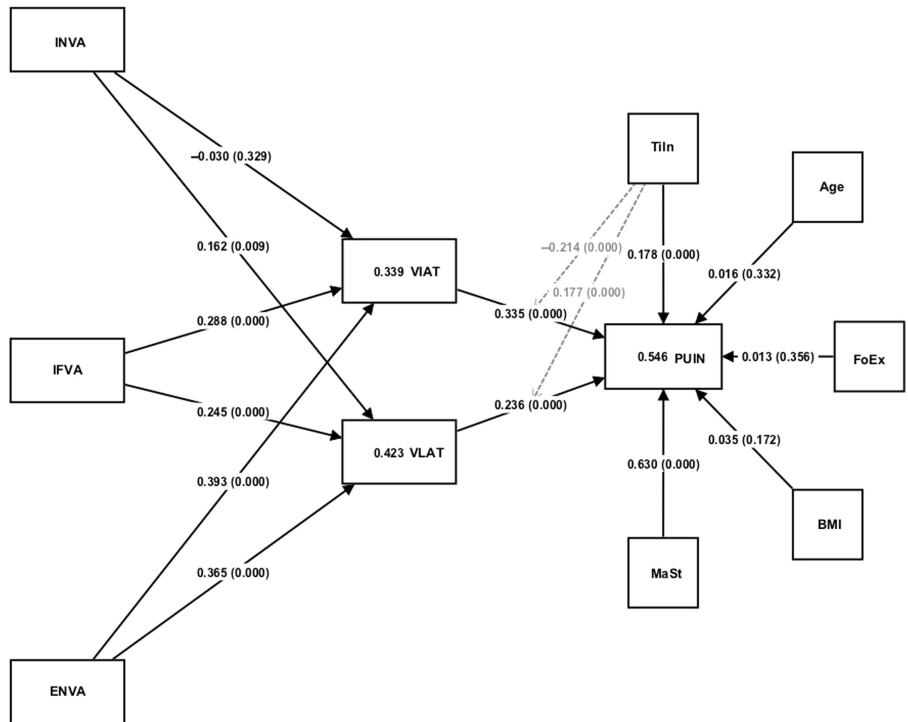 INVA
–0.030 (0.329)
TiIn
Age
0.162 (0.009)
–0.214 (0.000)
0.178 (0.000)
0.339 VIAT
0.016 (0.332)
0.177 (0.000)
0.288 (0.000)
0.335 (0.000)
0.546 PUIN
0.013 (0.356)
FoEx
IFVA
0.245 (0.000)
0.236 (0.000)
0.035 (0.172)
0.423 VLAT
0.630 (0.000)
0.393 (0.000)
BMI
0.365 (0.000)
MaSt
ENVA